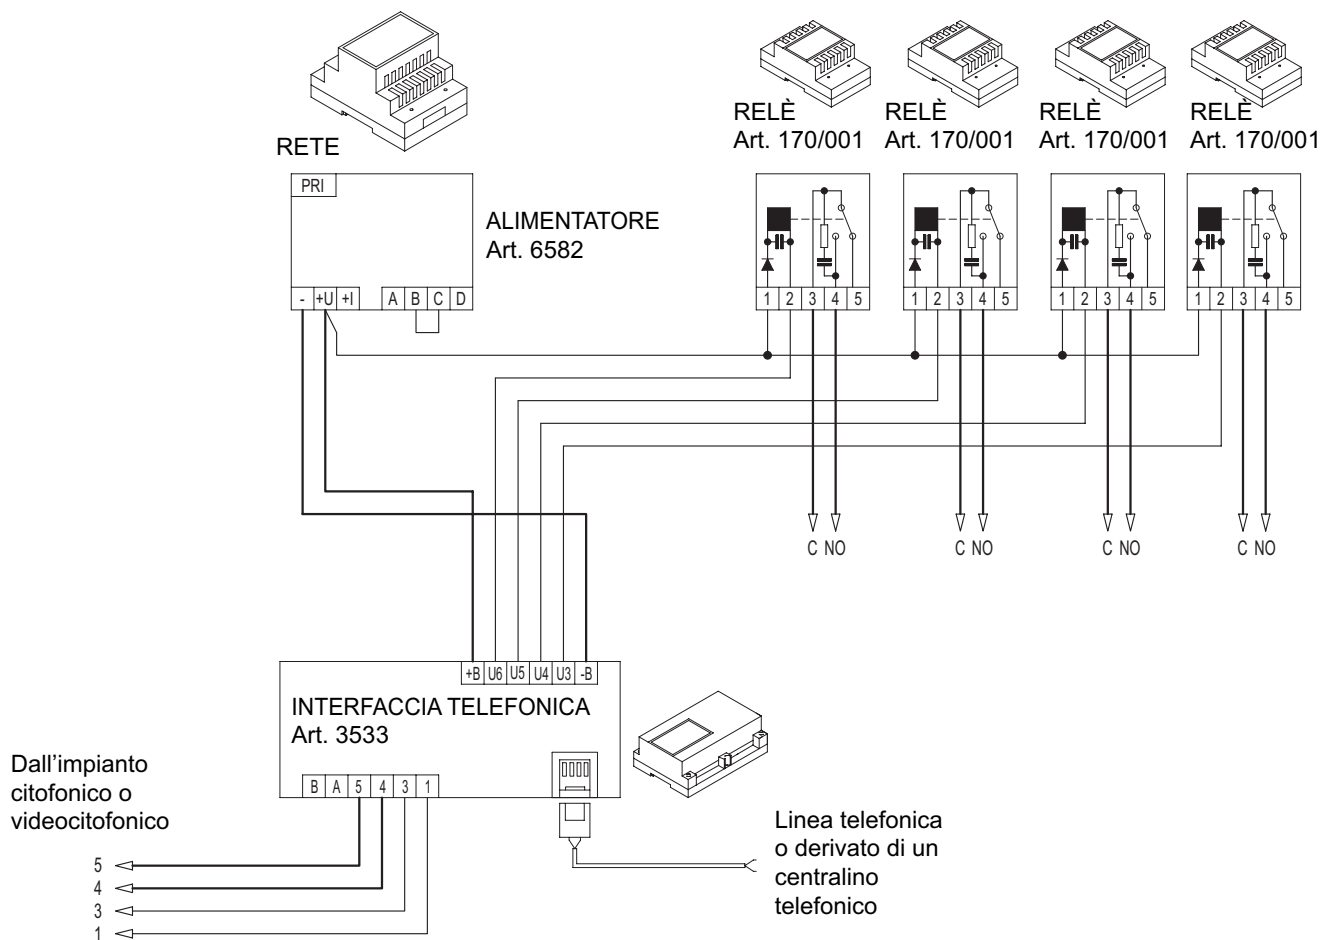 RELÈ RELÈ RELÈ RELÈ
Art. 170/001 Art. 170/001 Art. 170/001 Art. 170/001
RETE
PRI
ALIMENTATORE
Art. 6582
- +U +I A B C D
1 2 3 4 5 1 2 3 4 5 1 2 3 4 5 1 2 3 4 5
C NO C NO C NO C NO
+B U6 U5 U4 U3 -B
INTERFACCIA TELEFONICA
Art. 3533
B A 5 4 3 1
Dall'impianto
citofonico o
videocitofonico
5
4
3
1
Linea telefonica
o derivato di un
centralino
telefonico